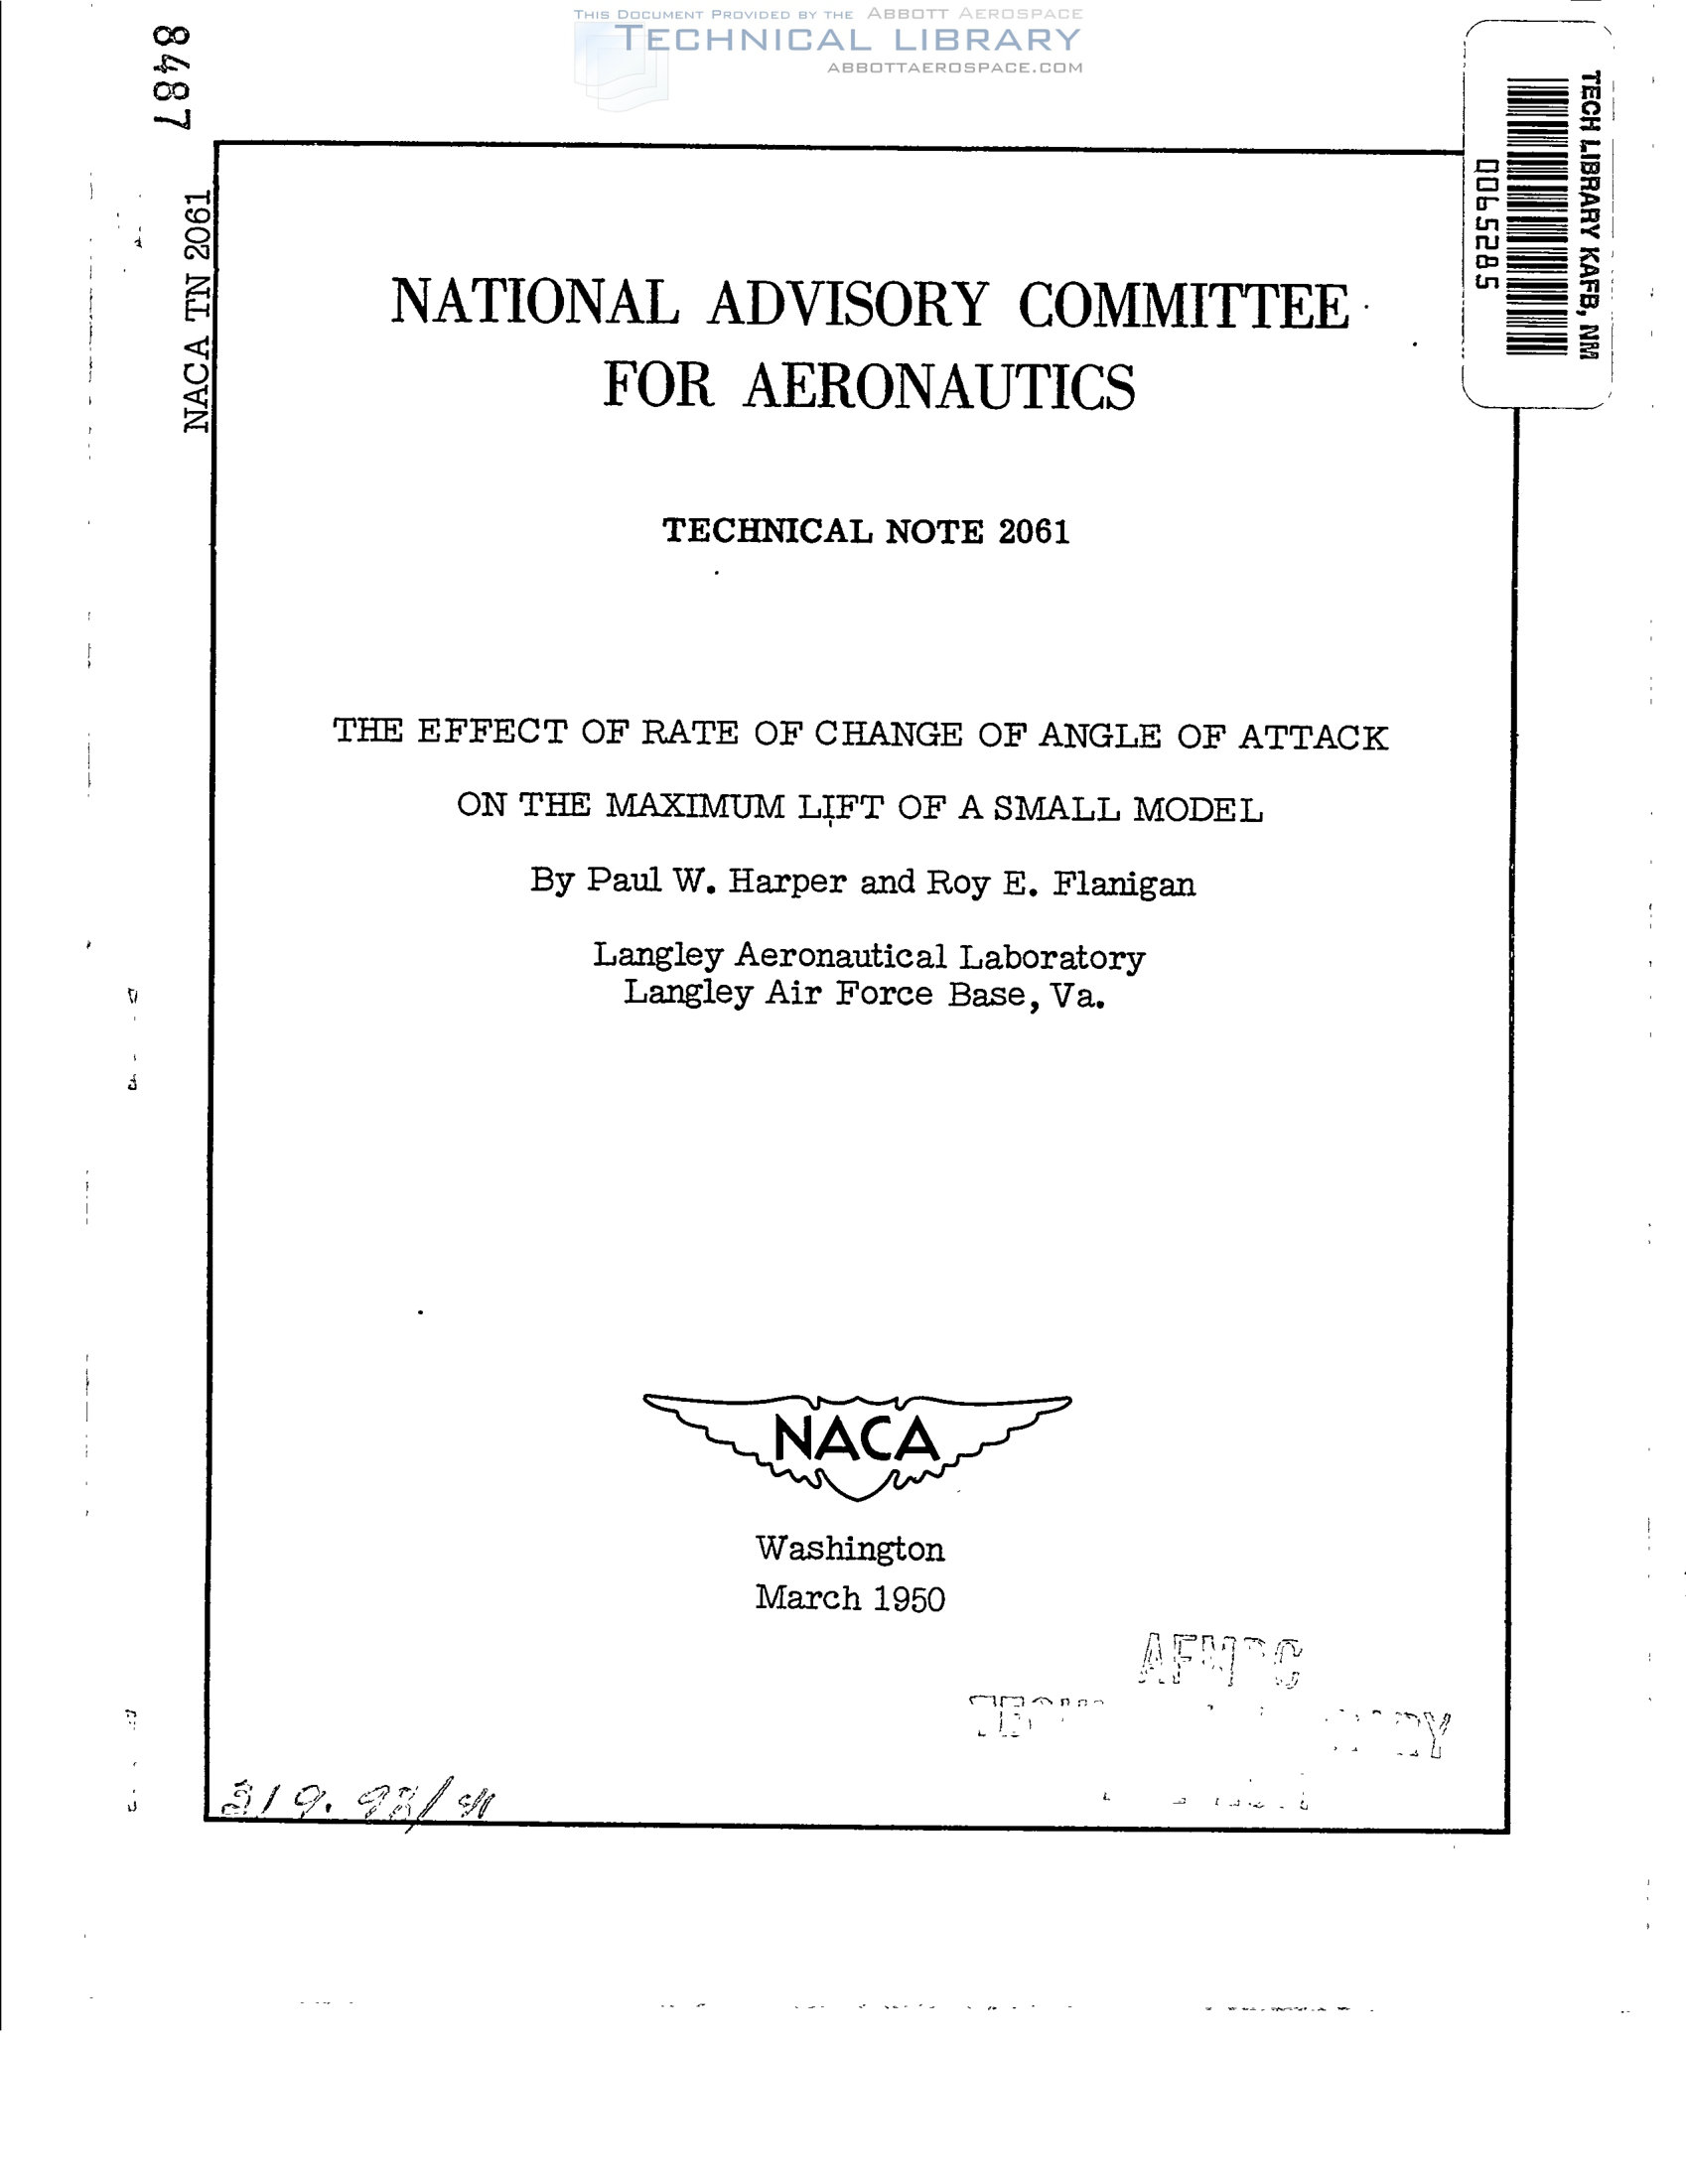 THIS DOCUMENT PROVIDED BY THE ABBOTT AEROSPACE
TECHNICAL LIBRARY
ABBOTTAEROSPACE.COM
8487
NACA TN 2061
TECH LIBRARY KAFB, NM
0065285
NATIONAL ADVISORY COMMITTEE
FOR AERONAUTICS
TECHNICAL NOTE 2061
THE EFFECT OF RATE OF CHANGE OF ANGLE OF ATTACK
ON THE MAXIMUM LIFT OF A SMALL MODEL
By Paul W. Harper and Roy E. Flanigan
Langley Aeronautical Laboratory
Langley Air Force Base, Va.
NACA
Washington
March 1950
319.98/41